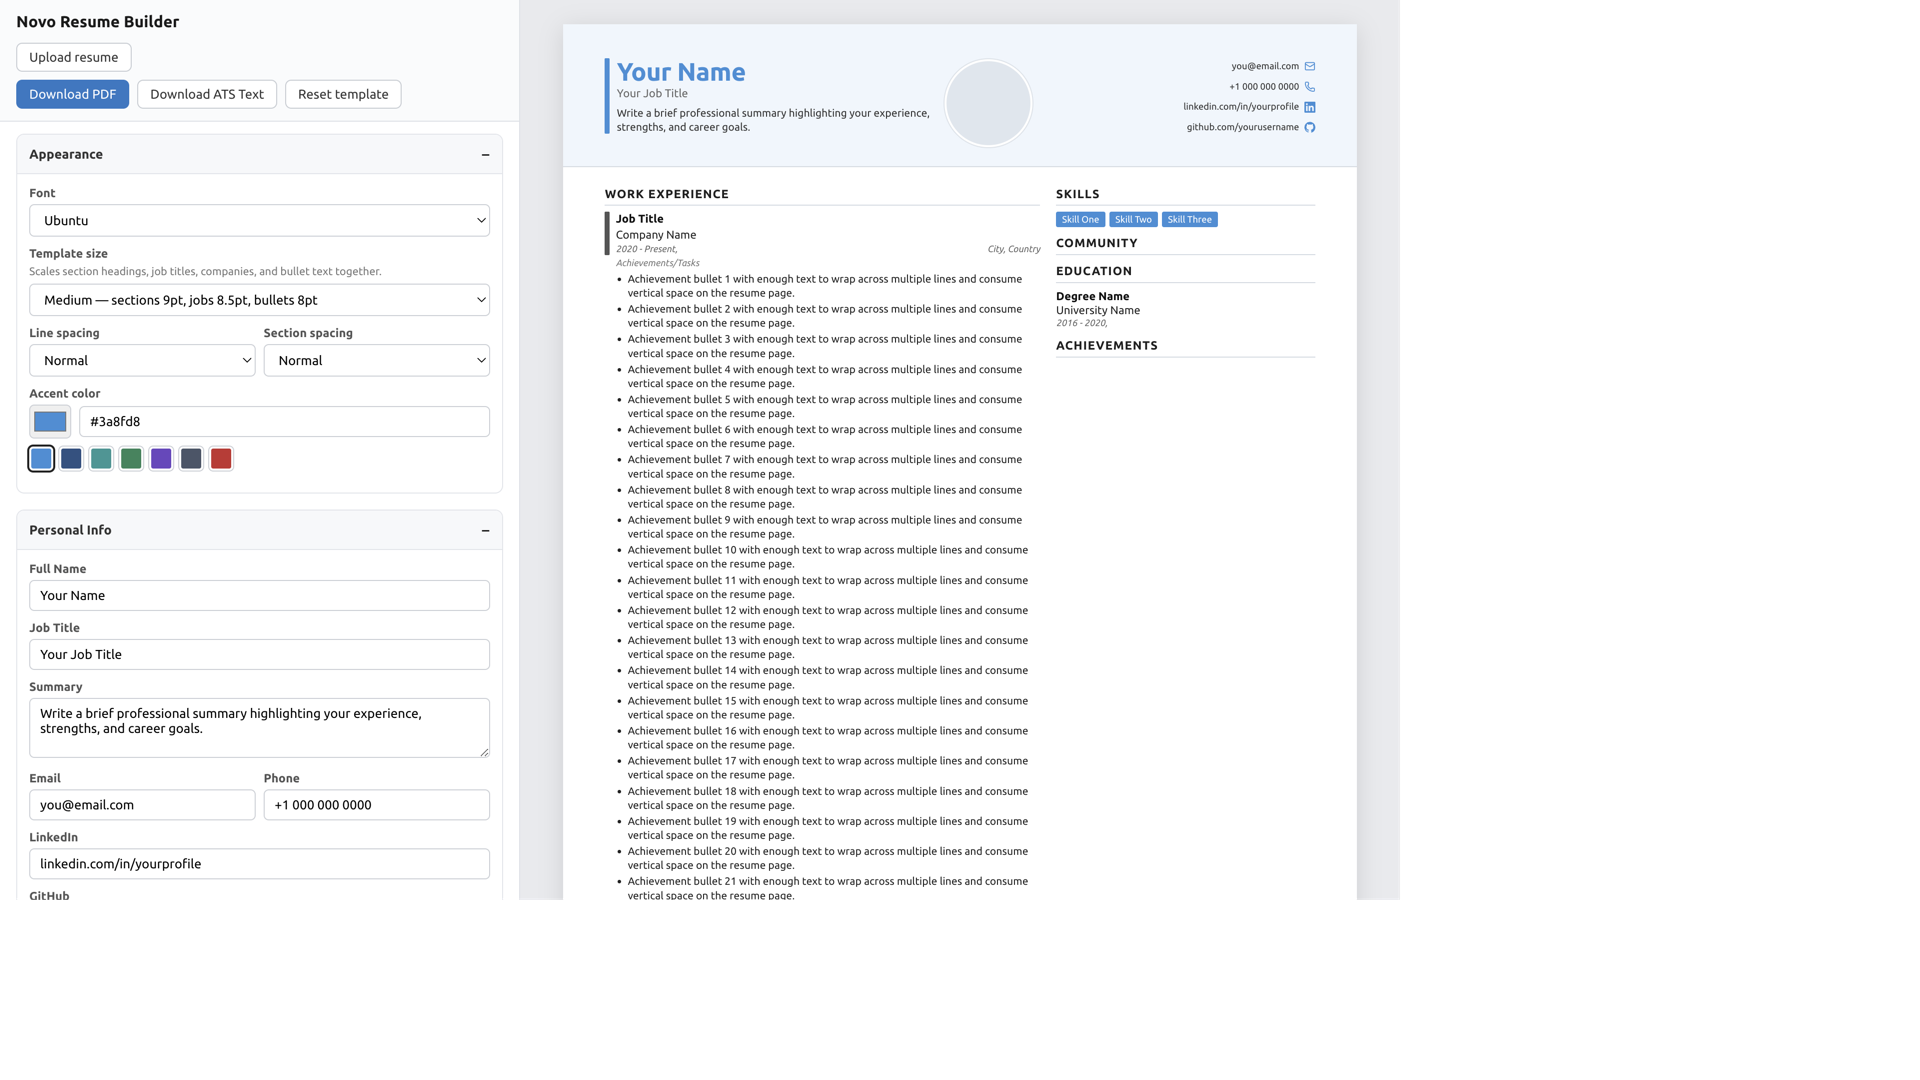 Novo Resume Builder
Upload resume
Download PDF
Download ATS Text
Reset template
Appearance
Font
Ubuntu
Template size
Scales section headings, job titles, companies, and bullet text together.
Medium — sections 9pt, jobs 8.5pt, bullets 8pt
Line spacing
Section spacing
Normal
Normal
Accent color
#3a8fd8
Personal Info
Full Name
Your Name
Job Title
Your Job Title
Summary
Write a brief professional summary highlighting your experience,
strengths, and career goals.
Email
Phone
you@email.com
+1 000 000 0000
LinkedIn
linkedin.com/in/yourprofile
GitHub
Your Name
Your Job Title
Write a brief professional summary highlighting your experience,
strengths, and career goals.
you@email.com
+1 000 000 0000
linkedin.com/in/yourprofile
github.com/yourusername
WORK EXPERIENCE
Job Title
Company Name
2020 - Present,
City, Country
Achievements/Tasks
• Achievement bullet 1 with enough text to wrap across multiple lines and consume
vertical space on the resume page.
• Achievement bullet 2 with enough text to wrap across multiple lines and consume
vertical space on the resume page.
• Achievement bullet 3 with enough text to wrap across multiple lines and consume
vertical space on the resume page.
• Achievement bullet 4 with enough text to wrap across multiple lines and consume
vertical space on the resume page.
• Achievement bullet 5 with enough text to wrap across multiple lines and consume
vertical space on the resume page.
• Achievement bullet 6 with enough text to wrap across multiple lines and consume
vertical space on the resume page.
• Achievement bullet 7 with enough text to wrap across multiple lines and consume
vertical space on the resume page.
• Achievement bullet 8 with enough text to wrap across multiple lines and consume
vertical space on the resume page.
• Achievement bullet 9 with enough text to wrap across multiple lines and consume
vertical space on the resume page.
• Achievement bullet 10 with enough text to wrap across multiple lines and consume
vertical space on the resume page.
• Achievement bullet 11 with enough text to wrap across multiple lines and consume
vertical space on the resume page.
• Achievement bullet 12 with enough text to wrap across multiple lines and consume
vertical space on the resume page.
• Achievement bullet 13 with enough text to wrap across multiple lines and consume
vertical space on the resume page.
• Achievement bullet 14 with enough text to wrap across multiple lines and consume
vertical space on the resume page.
• Achievement bullet 15 with enough text to wrap across multiple lines and consume
vertical space on the resume page.
• Achievement bullet 16 with enough text to wrap across multiple lines and consume
vertical space on the resume page.
• Achievement bullet 17 with enough text to wrap across multiple lines and consume
vertical space on the resume page.
• Achievement bullet 18 with enough text to wrap across multiple lines and consume
vertical space on the resume page.
• Achievement bullet 19 with enough text to wrap across multiple lines and consume
vertical space on the resume page.
• Achievement bullet 20 with enough text to wrap across multiple lines and consume
vertical space on the resume page.
• Achievement bullet 21 with enough text to wrap across multiple lines and consume
vertical space on the resume page.
SKILLS
Skill One
Skill Two
Skill Three
COMMUNITY
EDUCATION
Degree Name
University Name
2016 - 2020,
ACHIEVEMENTS